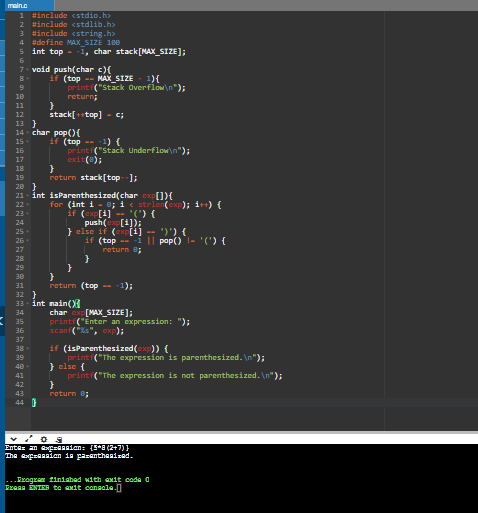 main.c
1 #include <stdio.h>
2 #include <stdlib.h>
3 #include <string.h>
4 #define MAX_SIZE 100
5 int top = -1, char stack[MAX_SIZE];
6
7 void push(char c){
8 if (top == MAX_SIZE - 1){
9 printf("Stack Overflow\n");
10 return;
11 }
12 stack[++top] = c;
13 }
14 char pop(){
15 if (top == -1) {
16 printf("Stack Underflow\n");
17 exit(0);
18 }
19 return stack[top--];
20 }
21 int isParenthesized(char exp[]){
22 for (int i = 0; i < strlen(exp); i++) {
23 if (exp[i] == '(') {
24 push(exp[i]);
25 } else if (exp[i] == ')') {
26 if (top == -1 || pop() != '(') {
27 return 0;
28 }
29 }
30 }
31 return (top == -1);
32 }
33 int main(){
34 char exp[MAX_SIZE];
35 printf("Enter an expression: ");
36 scanf("%s", exp);
37
38 if (isParenthesized(exp)) {
39 printf("The expression is parenthesized.\n");
40 } else {
41 printf("The expression is not parenthesized.\n");
42 }
43 return 0;
44 }
Enter an expression: {5*8(2+7)}
The expression is parenthesized.
...Program finished with exit code 0
Press ENTER to exit console.